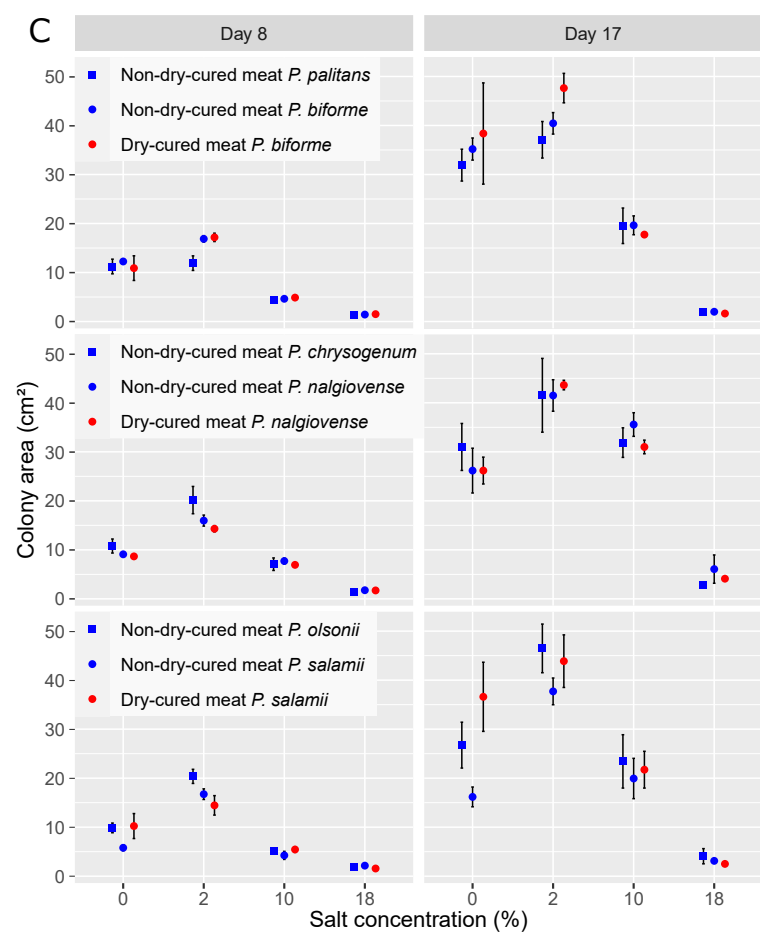 C
Day 8
Day 17
Non-dry-cured meat P. palitans
Non-dry-cured meat P. biforme
Dry-cured meat P. biforme
50
40
30
20
10
0
Non-dry-cured meat P. chrysogenum
Non-dry-cured meat P. nalgiovense
Dry-cured meat P. nalgiovense
50
40
30
20
10
0
Non-dry-cured meat P. olsonii
Non-dry-cured meat P. salamii
Dry-cured meat P. salamii
50
40
30
20
10
0
Colony area (cm²)
0 2 10 18
0 2 10 18
Salt concentration (%)